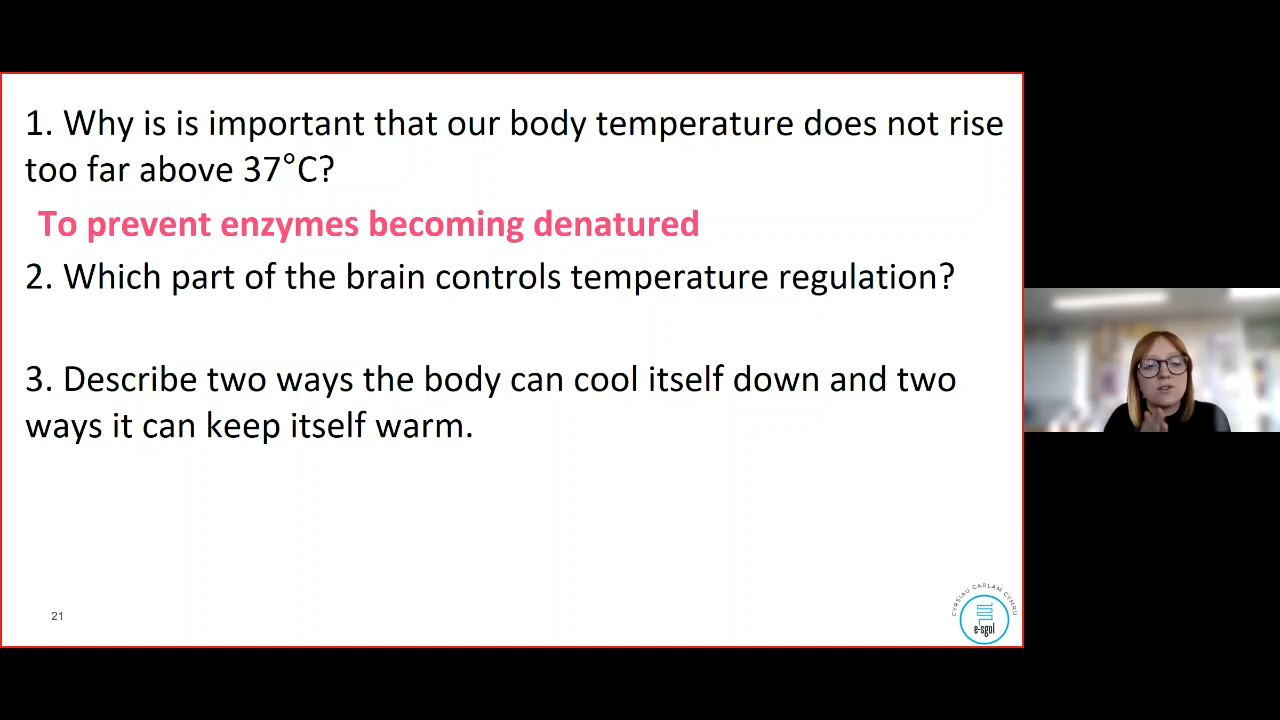 1. Why is is important that our body temperature does not rise
too far above 37°C?
To prevent enzymes becoming denatured
2. Which part of the brain controls temperature regulation?
3. Describe two ways the body can cool itself down and two
ways it can keep itself warm.
21
CYRSIAU CARLAM CYMRU
e-sgol